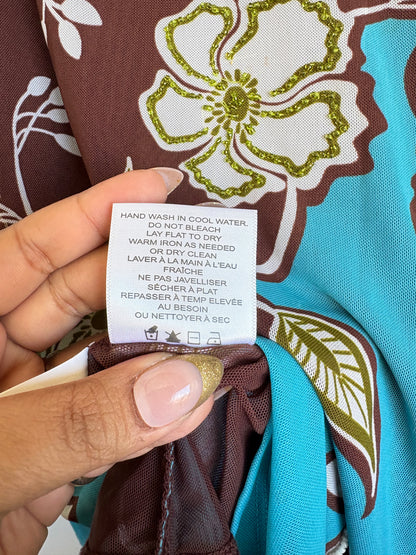 HAND WASH IN COOL WATER.
DO NOT BLEACH
LAY FLAT TO DRY
WARM IRON AS NEEDED
OR DRY CLEAN
LAVER À LA MAIN À L'EAU
FRAÎCHE
NE PAS JAVELLISER
SÉCHER À PLAT
REPASSER À TEMP ELEVÉE
AU BESOIN
OU NETTOYER À SEC